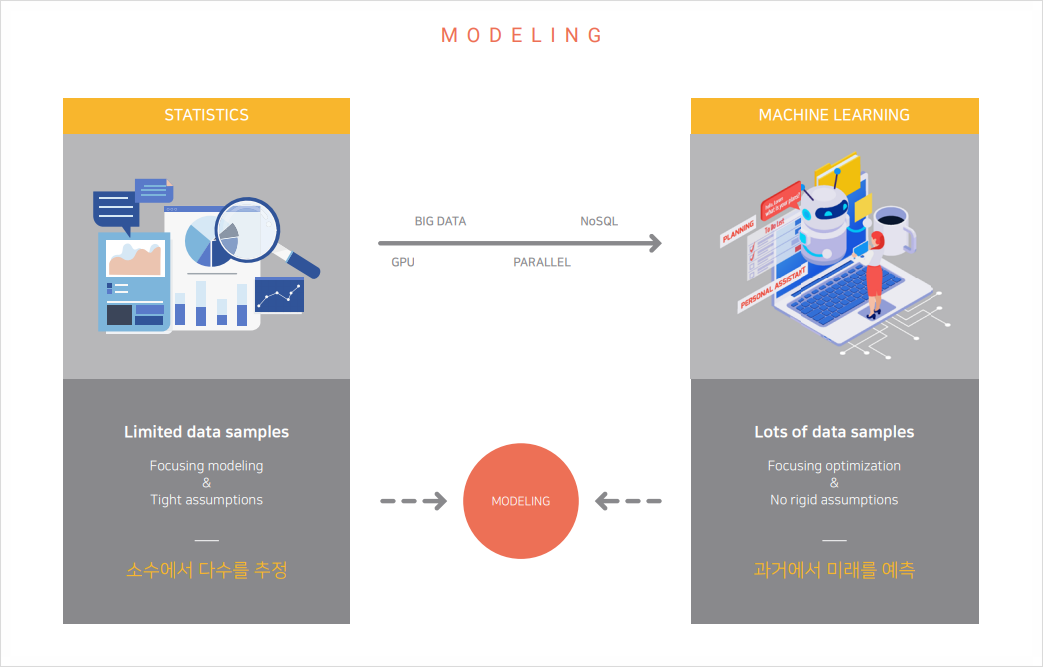 MODELING
STATISTICS
Limited data samples
Focusing modeling
&
Tight assumptions
소수에서 다수를 추정
BIG DATA
NoSQL
GPU
PARALLEL
MODELING
MACHINE LEARNING
PLANNING
To Do List
PERSONAL ASSISTANT
Lots of data samples
Focusing optimization
&
No rigid assumptions
과거에서 미래를 예측